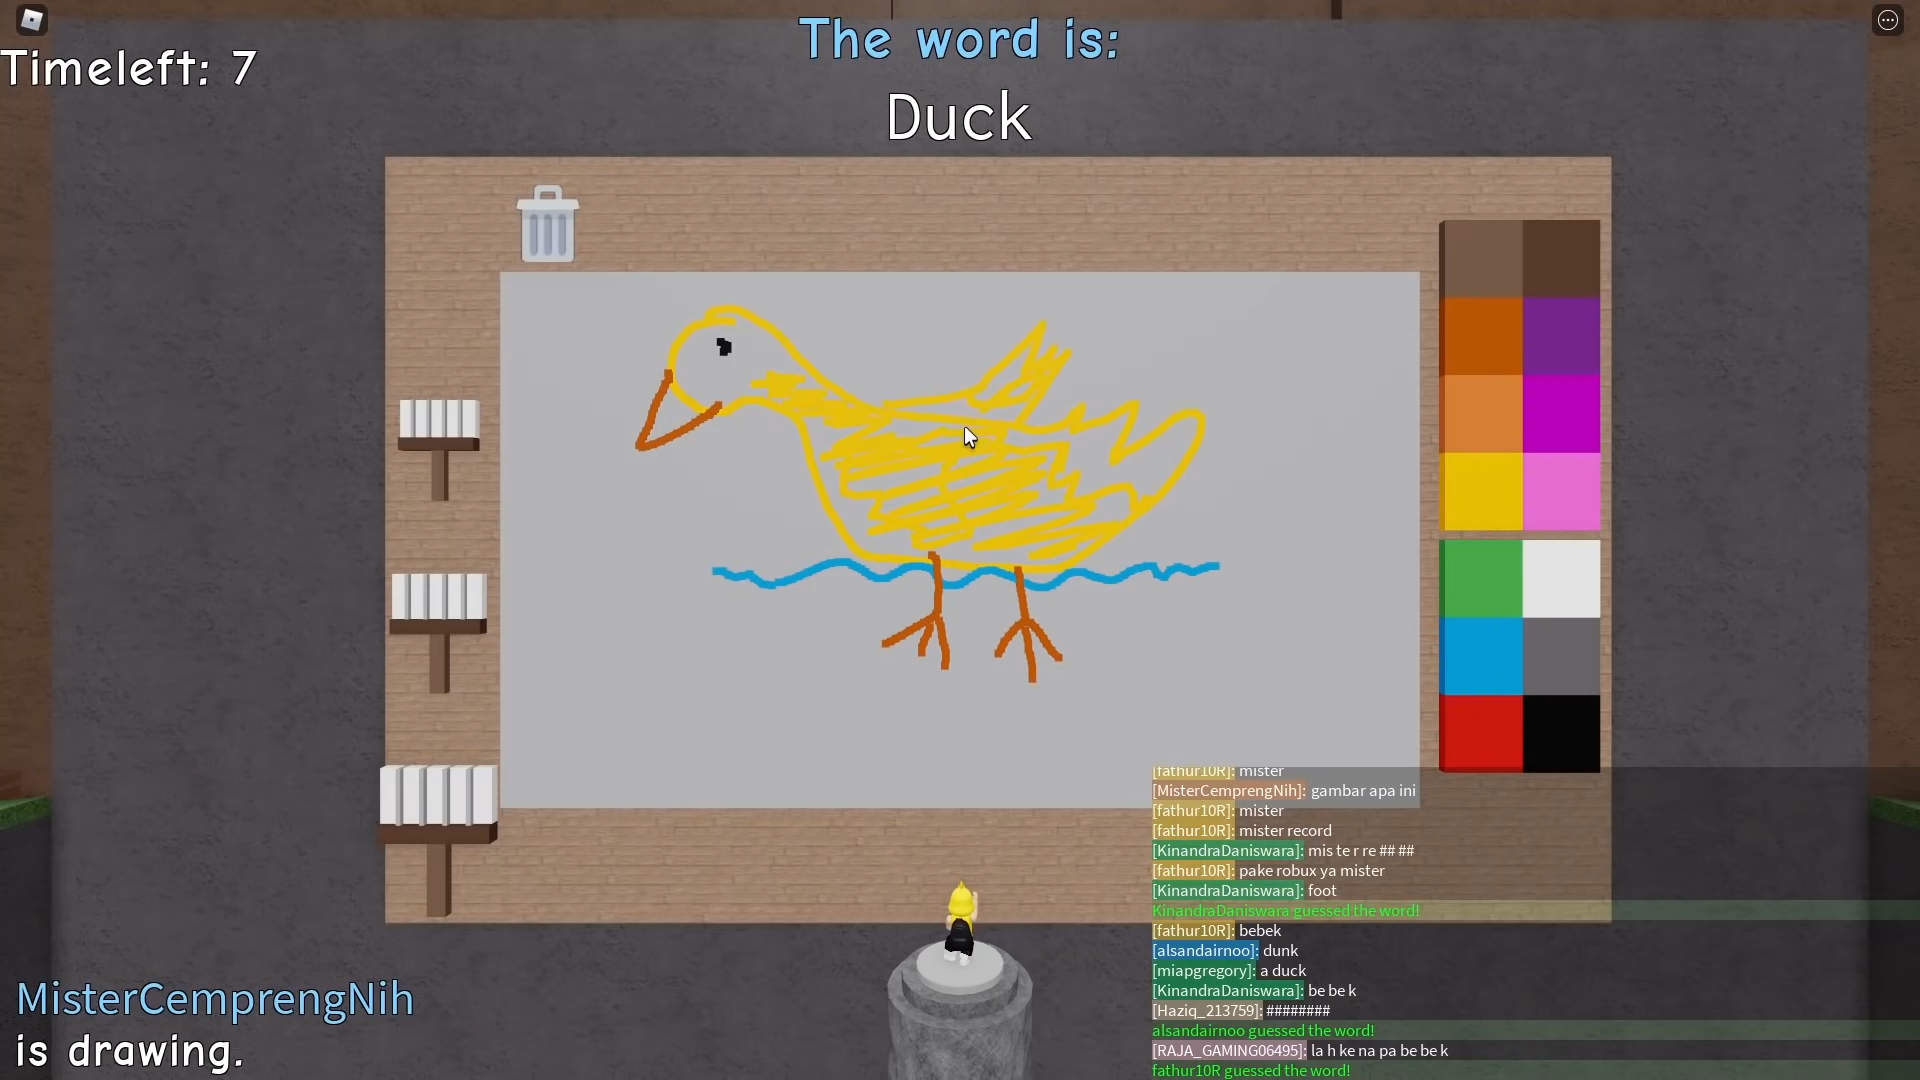 The word is:
Timeleft: 7
Duck
[fathur10R]: mister
[MisterCemprengNih]: gambar apa ini
[fathur10R]: mister
[fathur10R]: mister record
[KinandraDaniswara]: mis te r re ## ##
[fathur10R]: pake robux ya mister
[KinandraDaniswara]: foot
KinandraDaniswara guessed the word!
[fathur10R]: bebek
[alsandairnoo]: dunk
[miapgregory]: a duck
[KinandraDaniswara]: be be k
[Haziq_213759]: ########
alsandairnoo guessed the word!
[RAJA_GAMING06495]: la h ke na pa be be k
fathur10R guessed the word!
MisterCemprengNih
is drawing.